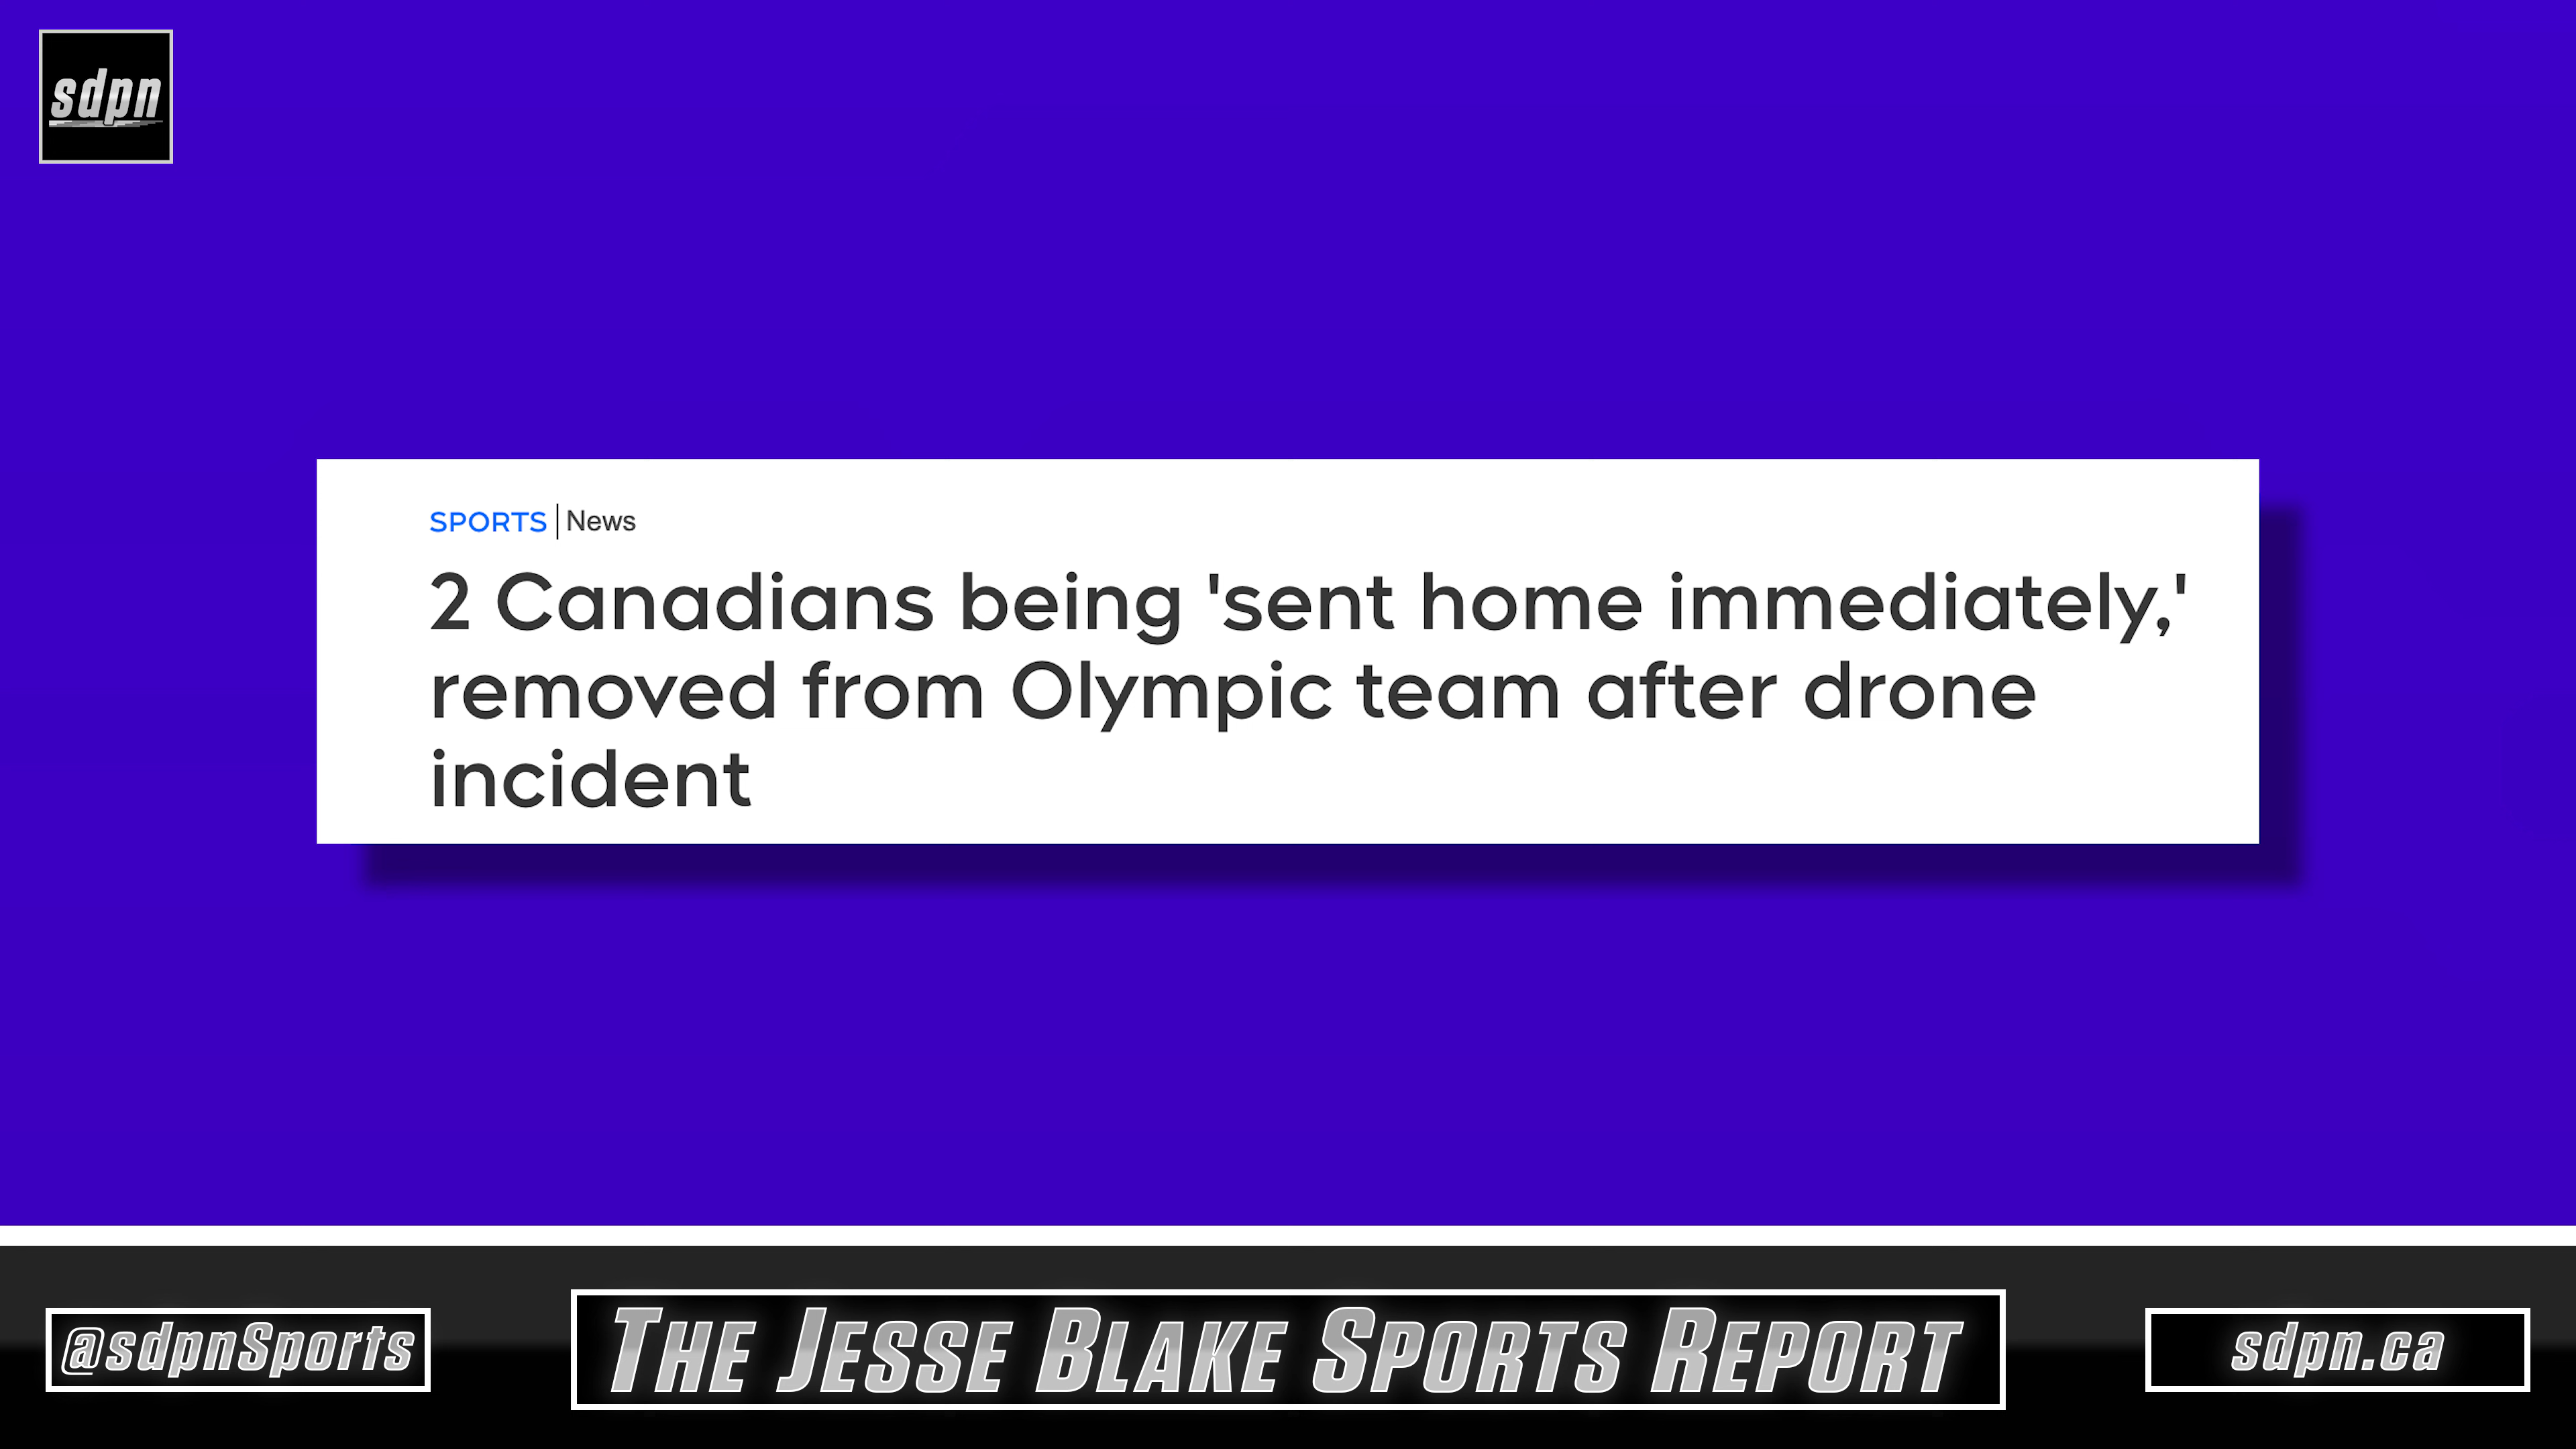 sdpn
SPORTS | News
2 Canadians being 'sent home immediately,'
removed from Olympic team after drone
incident
@sdpnSports
THE JESSE BLAKE SPORTS REPORT
sdpn.ca